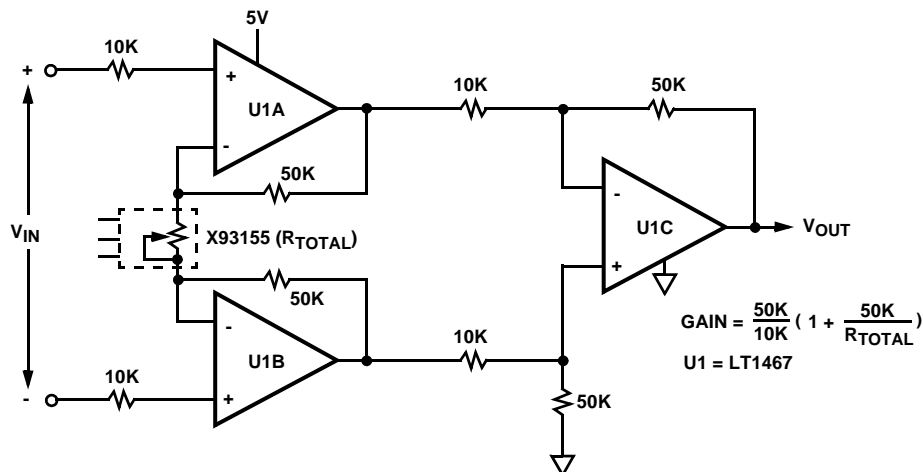 5V
10K
+
+
U1A
-
10K
50K
50K
V_IN
X93155 (R_TOTAL)
-
U1C
+
V_OUT
50K
-
U1B
+
10K
10K
-
50K
GAIN = 50K/10K ( 1 + 50K/R_TOTAL )
U1 = LT1467